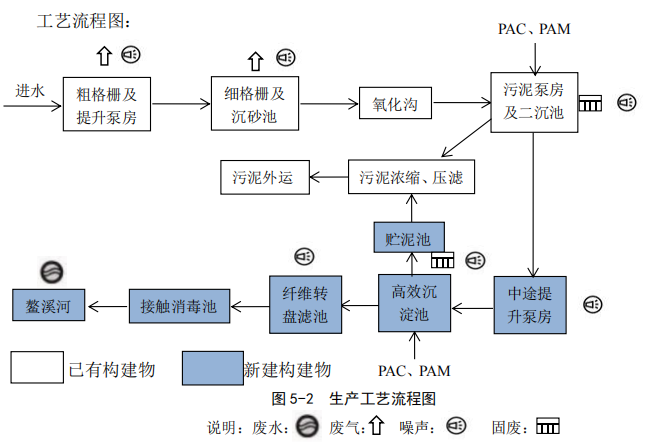 工艺流程图：
PAC、PAM
进水
粗格栅及
提升泵房
细格栅及
沉砂池
氧化沟
污泥泵房
及二沉池
污泥外运
污泥浓缩、压滤
贮泥池
鳌溪河
接触消毒池
纤维转
盘滤池
高效沉
淀池
中途提
升泵房
PAC、PAM
已有构建物
新建构建物
图 5-2 生产工艺流程图
说明：废水： 废气： 噪声： 固废：